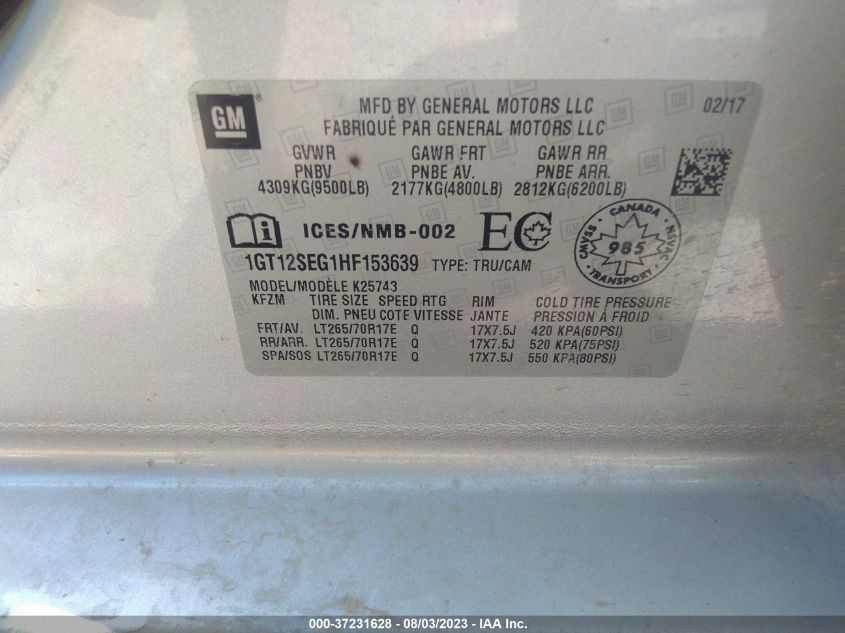 GM
MFD BY GENERAL MOTORS LLC 02/17
FABRIQUÉ PAR GENERAL MOTORS LLC
GVWR GAWR FRT GAWR RR
PNBV PNBE AV. PNBE ARR.
4309KG(9500LB) 2177KG(4800LB) 2812KG(6200LB)
ICES/NMB-002 EC
CANADA
CMVSS 985 NSVAC
TRANSPORT
1GT12SEG1HF153639 TYPE: TRU/CAM
MODEL/MODÈLE K25743
KFZM TIRE SIZE SPEED RTG RIM COLD TIRE PRESSURE
DIM. PNEU COTE VITESSE JANTE PRESSION À FROID
FRT/AV. LT265/70R17E Q 17X7.5J 420 KPA(60PSI)
RR/ARR. LT265/70R17E Q 17X7.5J 520 KPA(75PSI)
SPA/SOS LT265/70R17E Q 17X7.5J 550 KPA(80PSI)
000-37231628 - 08/03/2023 - IAA Inc.